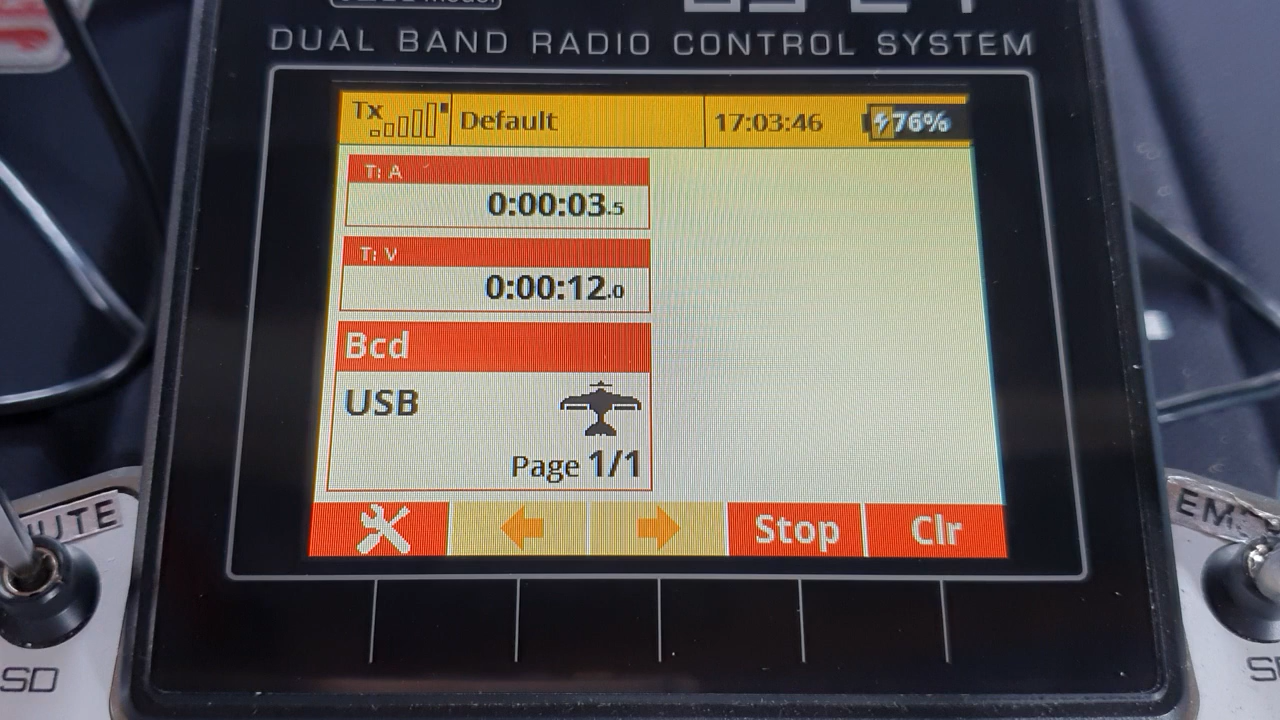 DUAL BAND RADIO CONTROL SYSTEM
Tx Default 17:03:46 76%
T: A
0:00:03.5
T: V
0:00:12.0
Bcd
USB
Page 1/1
Stop Clr
SD